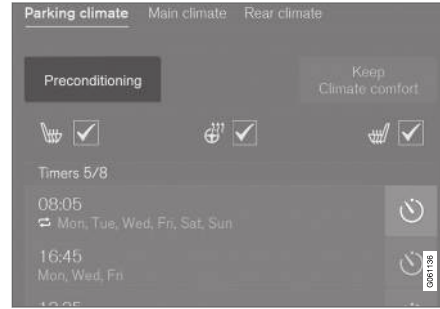 Parking climate Main climate Rear climate
Preconditioning
Keep
Climate comfort
Timers 5/8
08:05
Mon, Tue, Wed, Fri, Sat, Sun
16:45
Mon, Wed, Fri
G061136